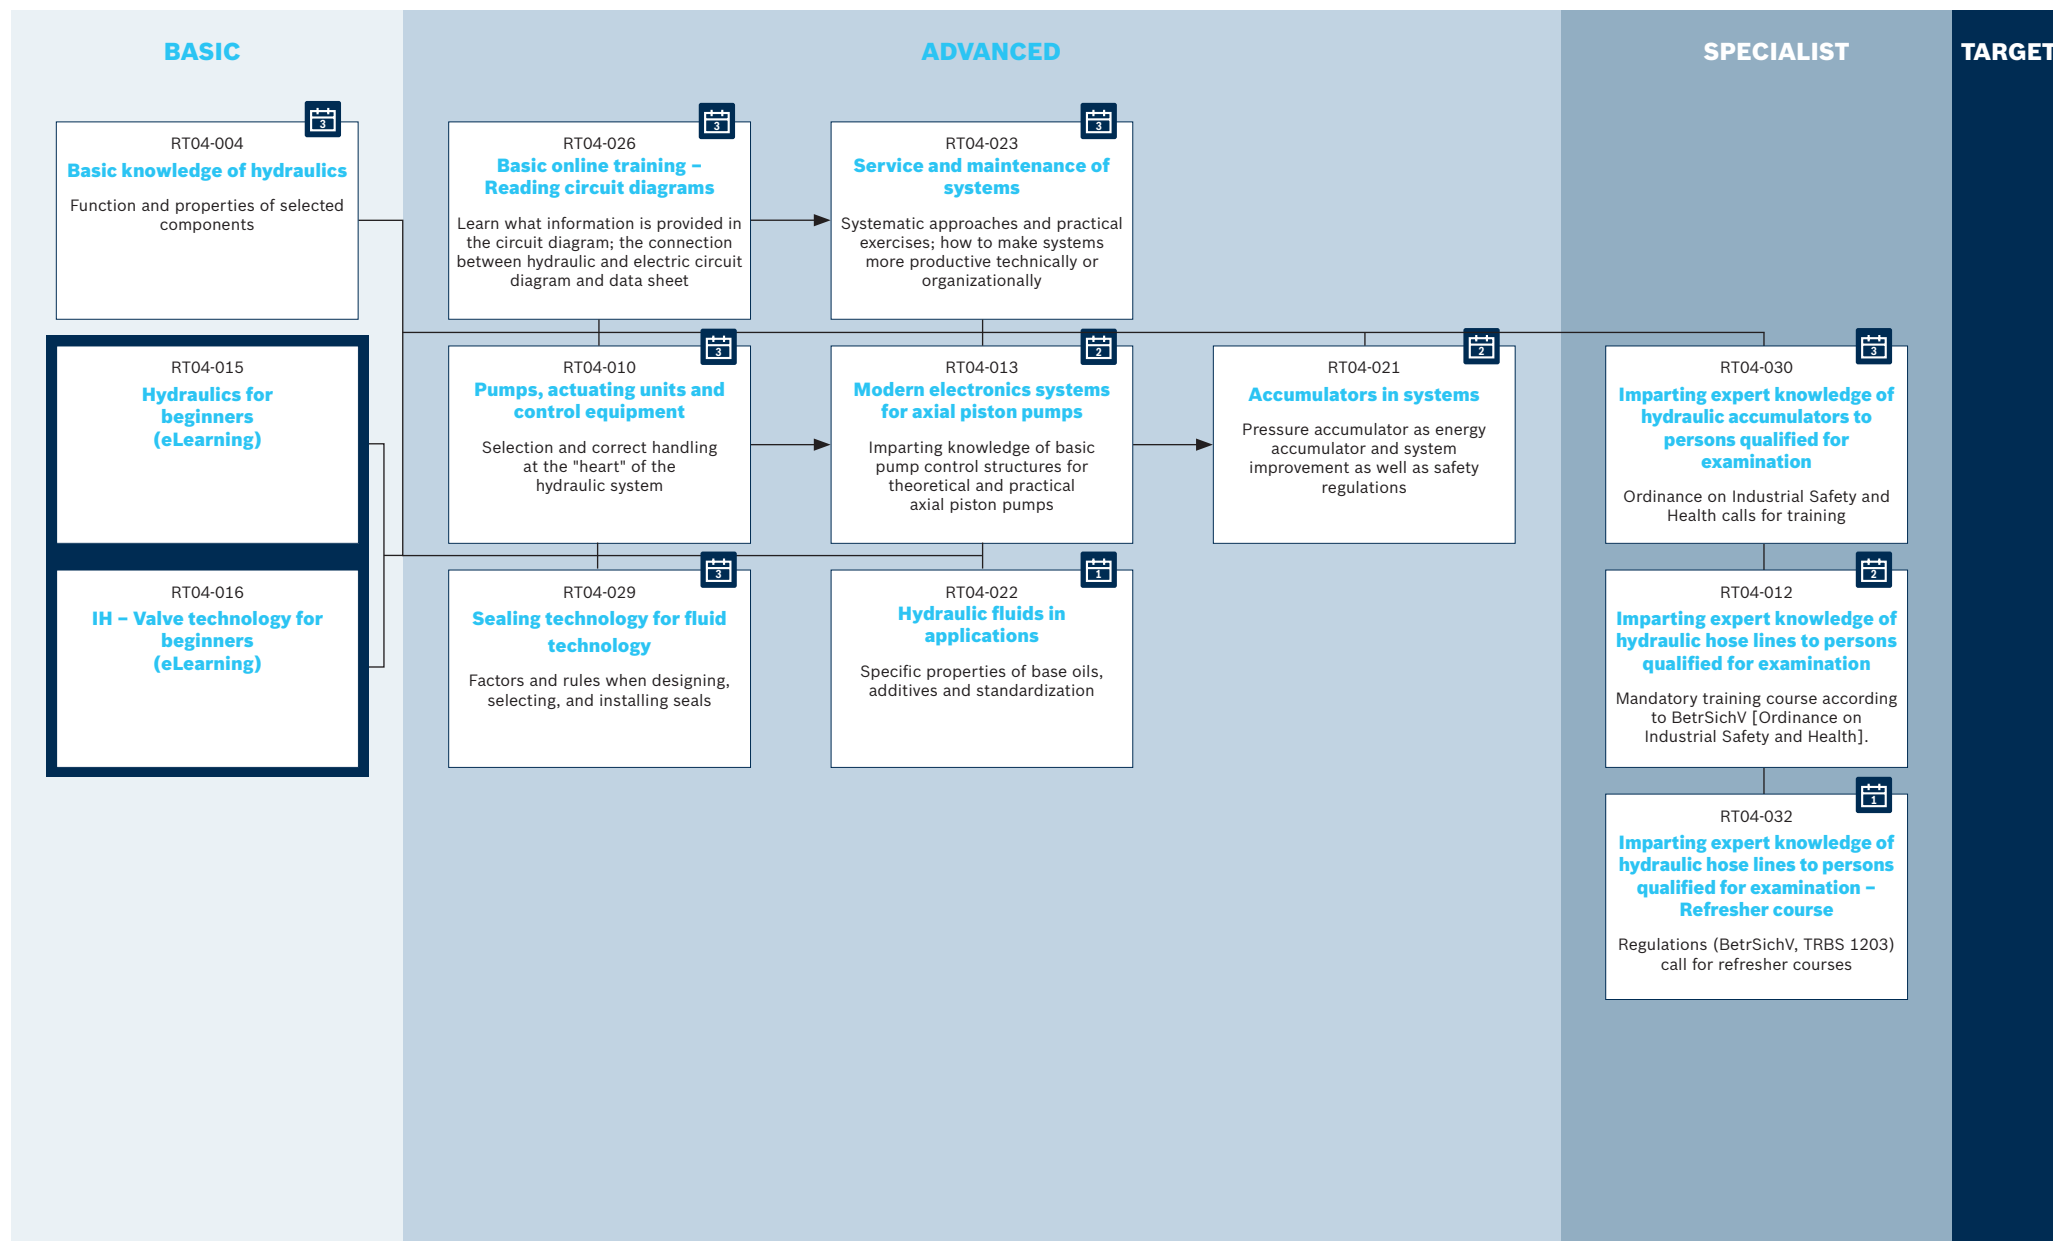 BASIC
ADVANCED
SPECIALIST
TARGET
3
RT04-004
Basic knowledge of hydraulics
Function and properties of selected
components
3
RT04-026
Basic online training –
Reading circuit diagrams
Learn what information is provided in
the circuit diagram; the connection
between hydraulic and electric circuit
diagram and data sheet
3
RT04-023
Service and maintenance of
systems
Systematic approaches and practical
exercises; how to make systems
more productive technically or
organizationally
RT04-015
Hydraulics for
beginners
(eLearning)
3
RT04-010
Pumps, actuating units and
control equipment
Selection and correct handling
at the "heart" of the
hydraulic system
2
RT04-013
Modern electronics systems
for axial piston pumps
Imparting knowledge of basic
pump control structures for
theoretical and practical
axial piston pumps
2
RT04-021
Accumulators in systems
Pressure accumulator as energy
accumulator and system
improvement as well as safety
regulations
3
RT04-030
Imparting expert knowledge of
hydraulic accumulators to
persons qualified for
examination
Ordinance on Industrial Safety and
Health calls for training
RT04-016
IH – Valve technology for
beginners
(eLearning)
3
RT04-029
Sealing technology for fluid
technology
Factors and rules when designing,
selecting, and installing seals
1
RT04-022
Hydraulic fluids in
applications
Specific properties of base oils,
additives and standardization
2
RT04-012
Imparting expert knowledge of
hydraulic hose lines to persons
qualified for examination
Mandatory training course according
to BetrSichV [Ordinance on
Industrial Safety and Health].
1
RT04-032
Imparting expert knowledge of
hydraulic hose lines to persons
qualified for examination –
Refresher course
Regulations (BetrSichV, TRBS 1203)
call for refresher courses